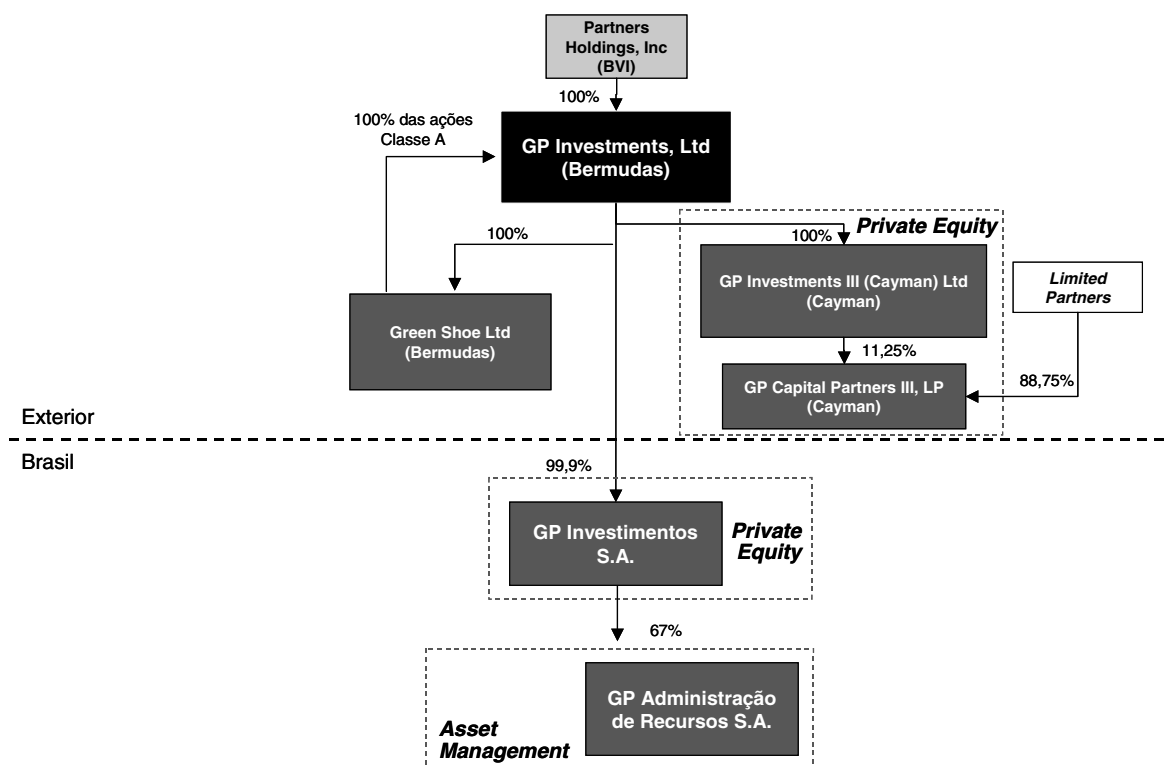 Partners
Holdings, Inc
(BVI)
100%
100% das ações
Classe A
GP Investments, Ltd
(Bermudas)
100%
Private Equity
100%
GP Investments III (Cayman) Ltd
(Cayman)
Limited
Partners
Green Shoe Ltd
(Bermudas)
11,25%
GP Capital Partners III, LP
(Cayman)
88,75%
Exterior
Brasil
99,9%
GP Investimentos
S.A.
Private
Equity
67%
GP Administração
de Recursos S.A.
Asset
Management